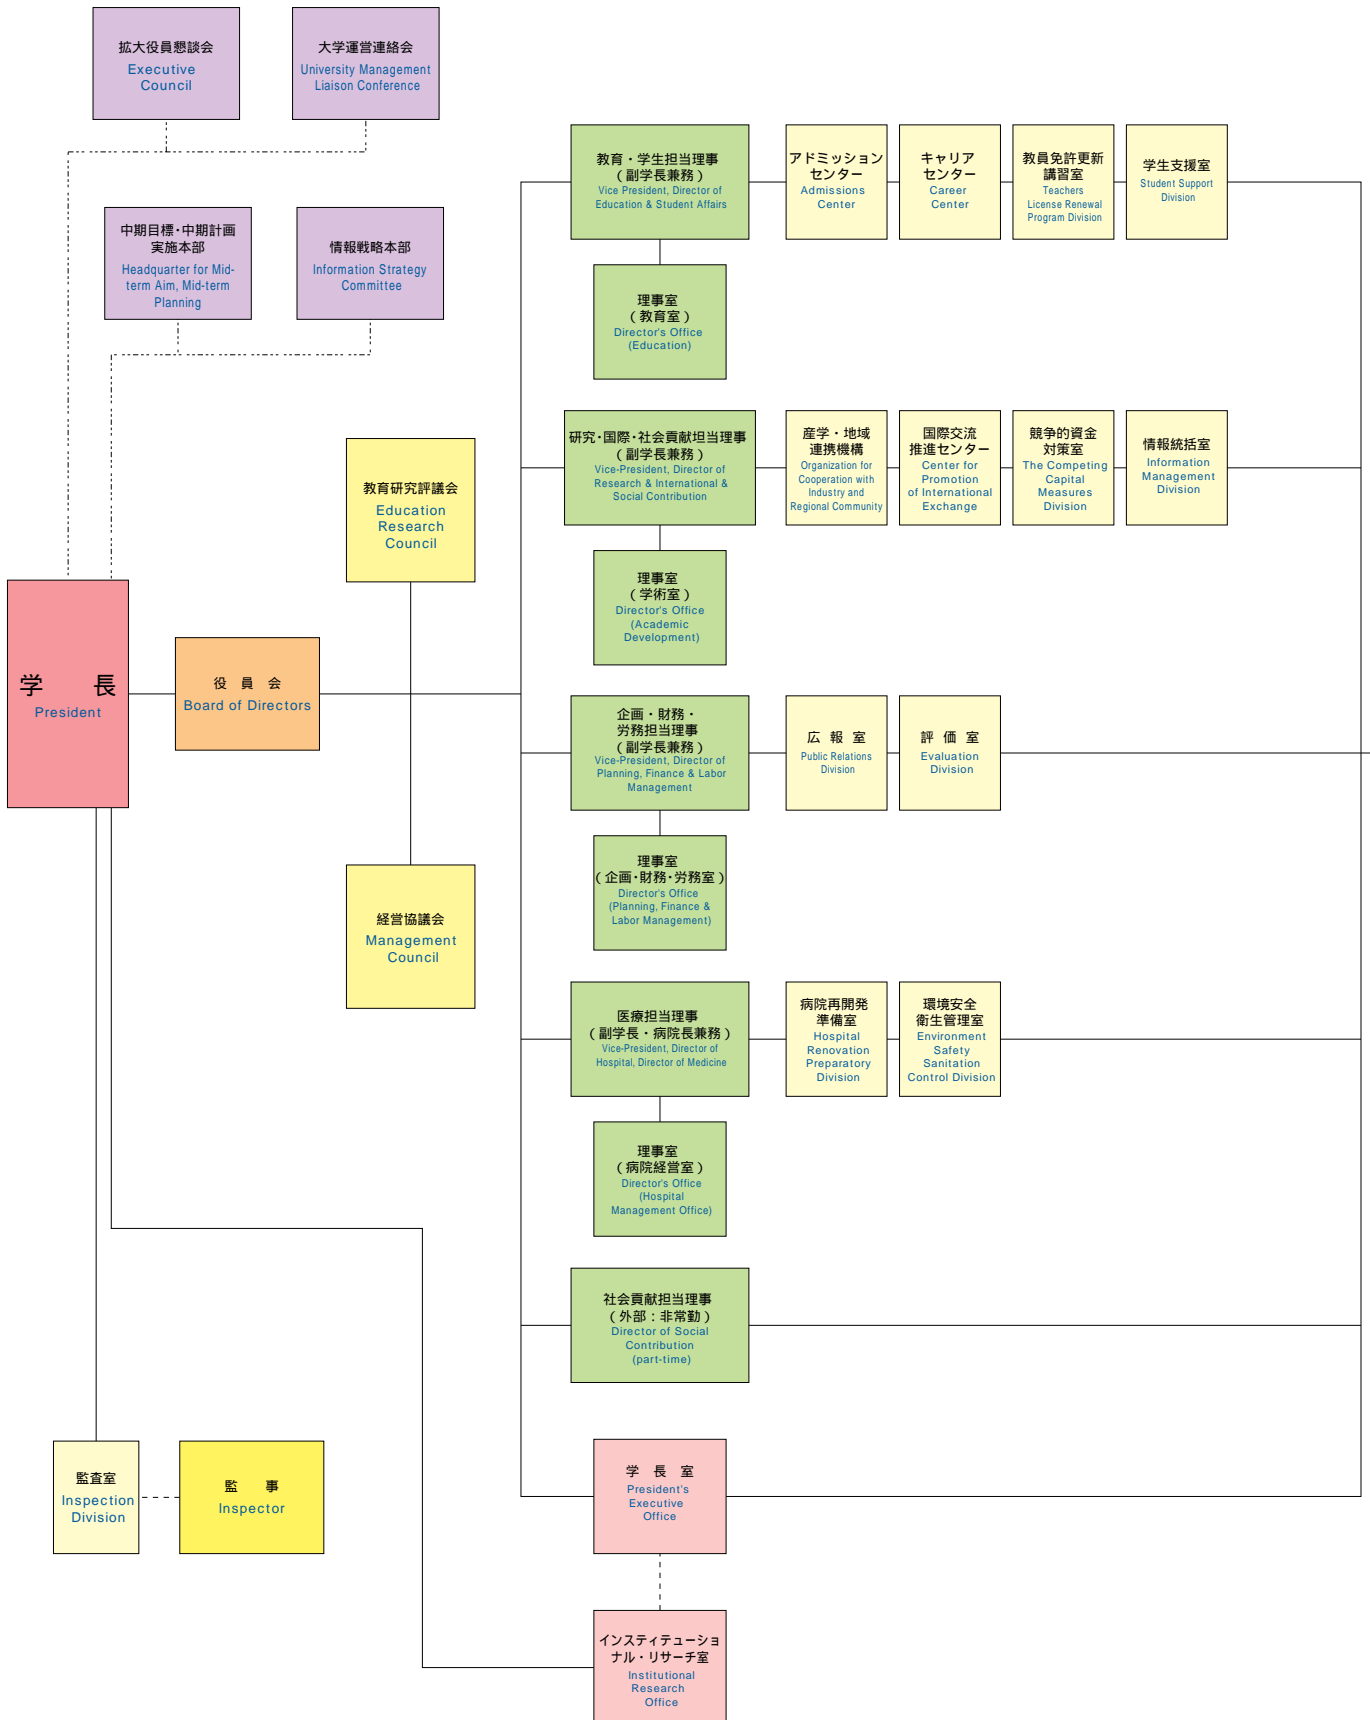 拡大役員懇談会
Executive
Council
大学運営連絡会
University Management
Liaison Conference
中期目標・中期計画
実施本部
Headquarter for Mid-
term Aim, Mid-term
Planning
情報戦略本部
Information Strategy
Committee
学　長
President
役 員 会
Board of Directors
教育研究評議会
Education
Research
Council
経営協議会
Management
Council
教育・学生担当理事
（副学長兼務）
Vice President, Director of
Education & Student Affairs
アドミッション
センター
Admissions
Center
キャリア
センター
Career
Center
教員免許更新
講習室
Teachers
License Renewal
Program Division
学生支援室
Student Support
Division
理事室
（教育室）
Director's Office
(Education)
研究・国際・社会貢献担当理事
（副学長兼務）
Vice-President, Director of
Research & International &
Social Contribution
産学・地域
連携機構
Organization for
Cooperation with
Industry and
Regional Community
国際交流
推進センター
Center for
Promotion
of International
Exchange
競争的資金
対策室
The Competing
Capital
Measures
Division
情報統括室
Information
Management
Division
理事室
（学術室）
Director's Office
(Academic
Development)
企画・財務・
労務担当理事
（副学長兼務）
Vice-President, Director of
Planning, Finance & Labor
Management
広 報 室
Public Relations
Division
評 価 室
Evaluation
Division
理事室
（企画・財務・労務室）
Director's Office
(Planning, Finance &
Labor Management)
医療担当理事
（副学長・病院長兼務）
Vice-President, Director of
Hospital, Director of Medicine
病院再開発
準備室
Hospital
Renovation
Preparatory
Division
環境安全
衛生管理室
Environment
Safety
Sanitation
Control Division
理事室
（病院経営室）
Director's Office
(Hospital
Management Office)
社会貢献担当理事
（外部：非常勤）
Director of Social
Contribution
(part-time)
監査室
Inspection
Division
監　事
Inspector
学 長 室
President's
Executive
Office
インスティテューショ
ナル・リサーチ室
Institutional
Research
Office